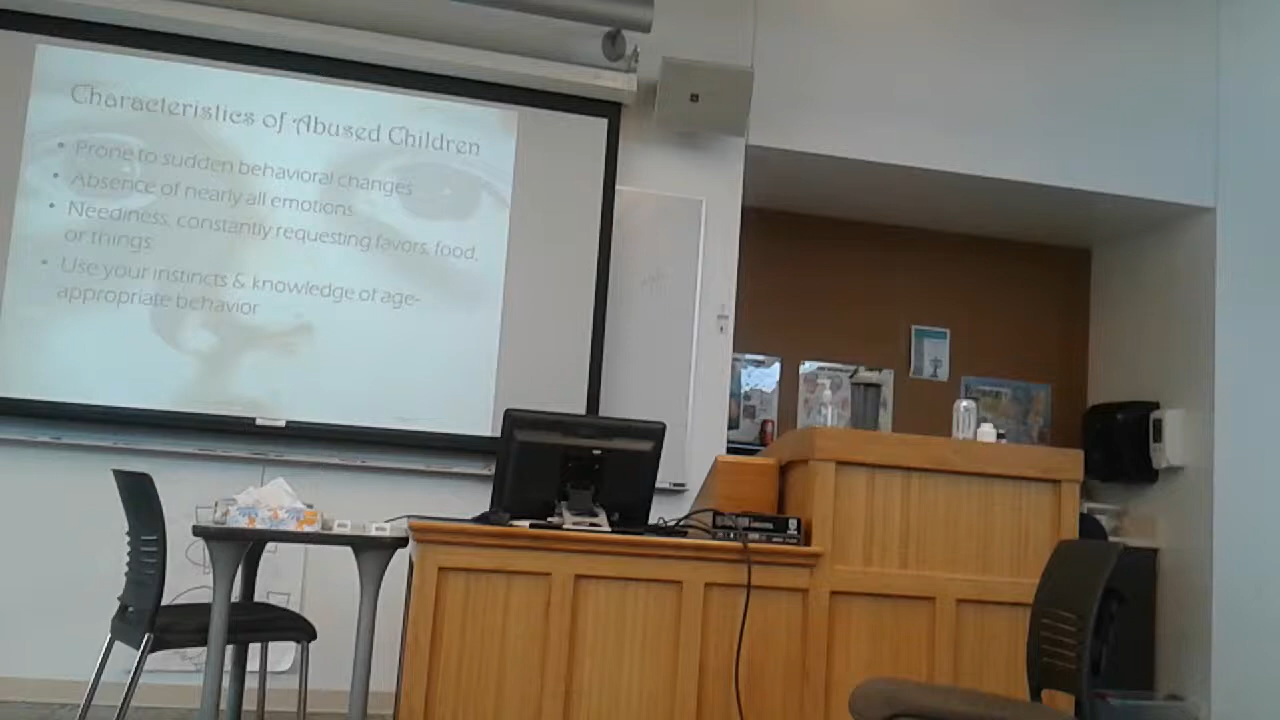 Characteristics of Abused Children
• Prone to sudden behavioral changes
• Absence of nearly all emotions
• Neediness, constantly requesting favors, food,
or things
• Use your instincts & knowledge of age-
appropriate behavior